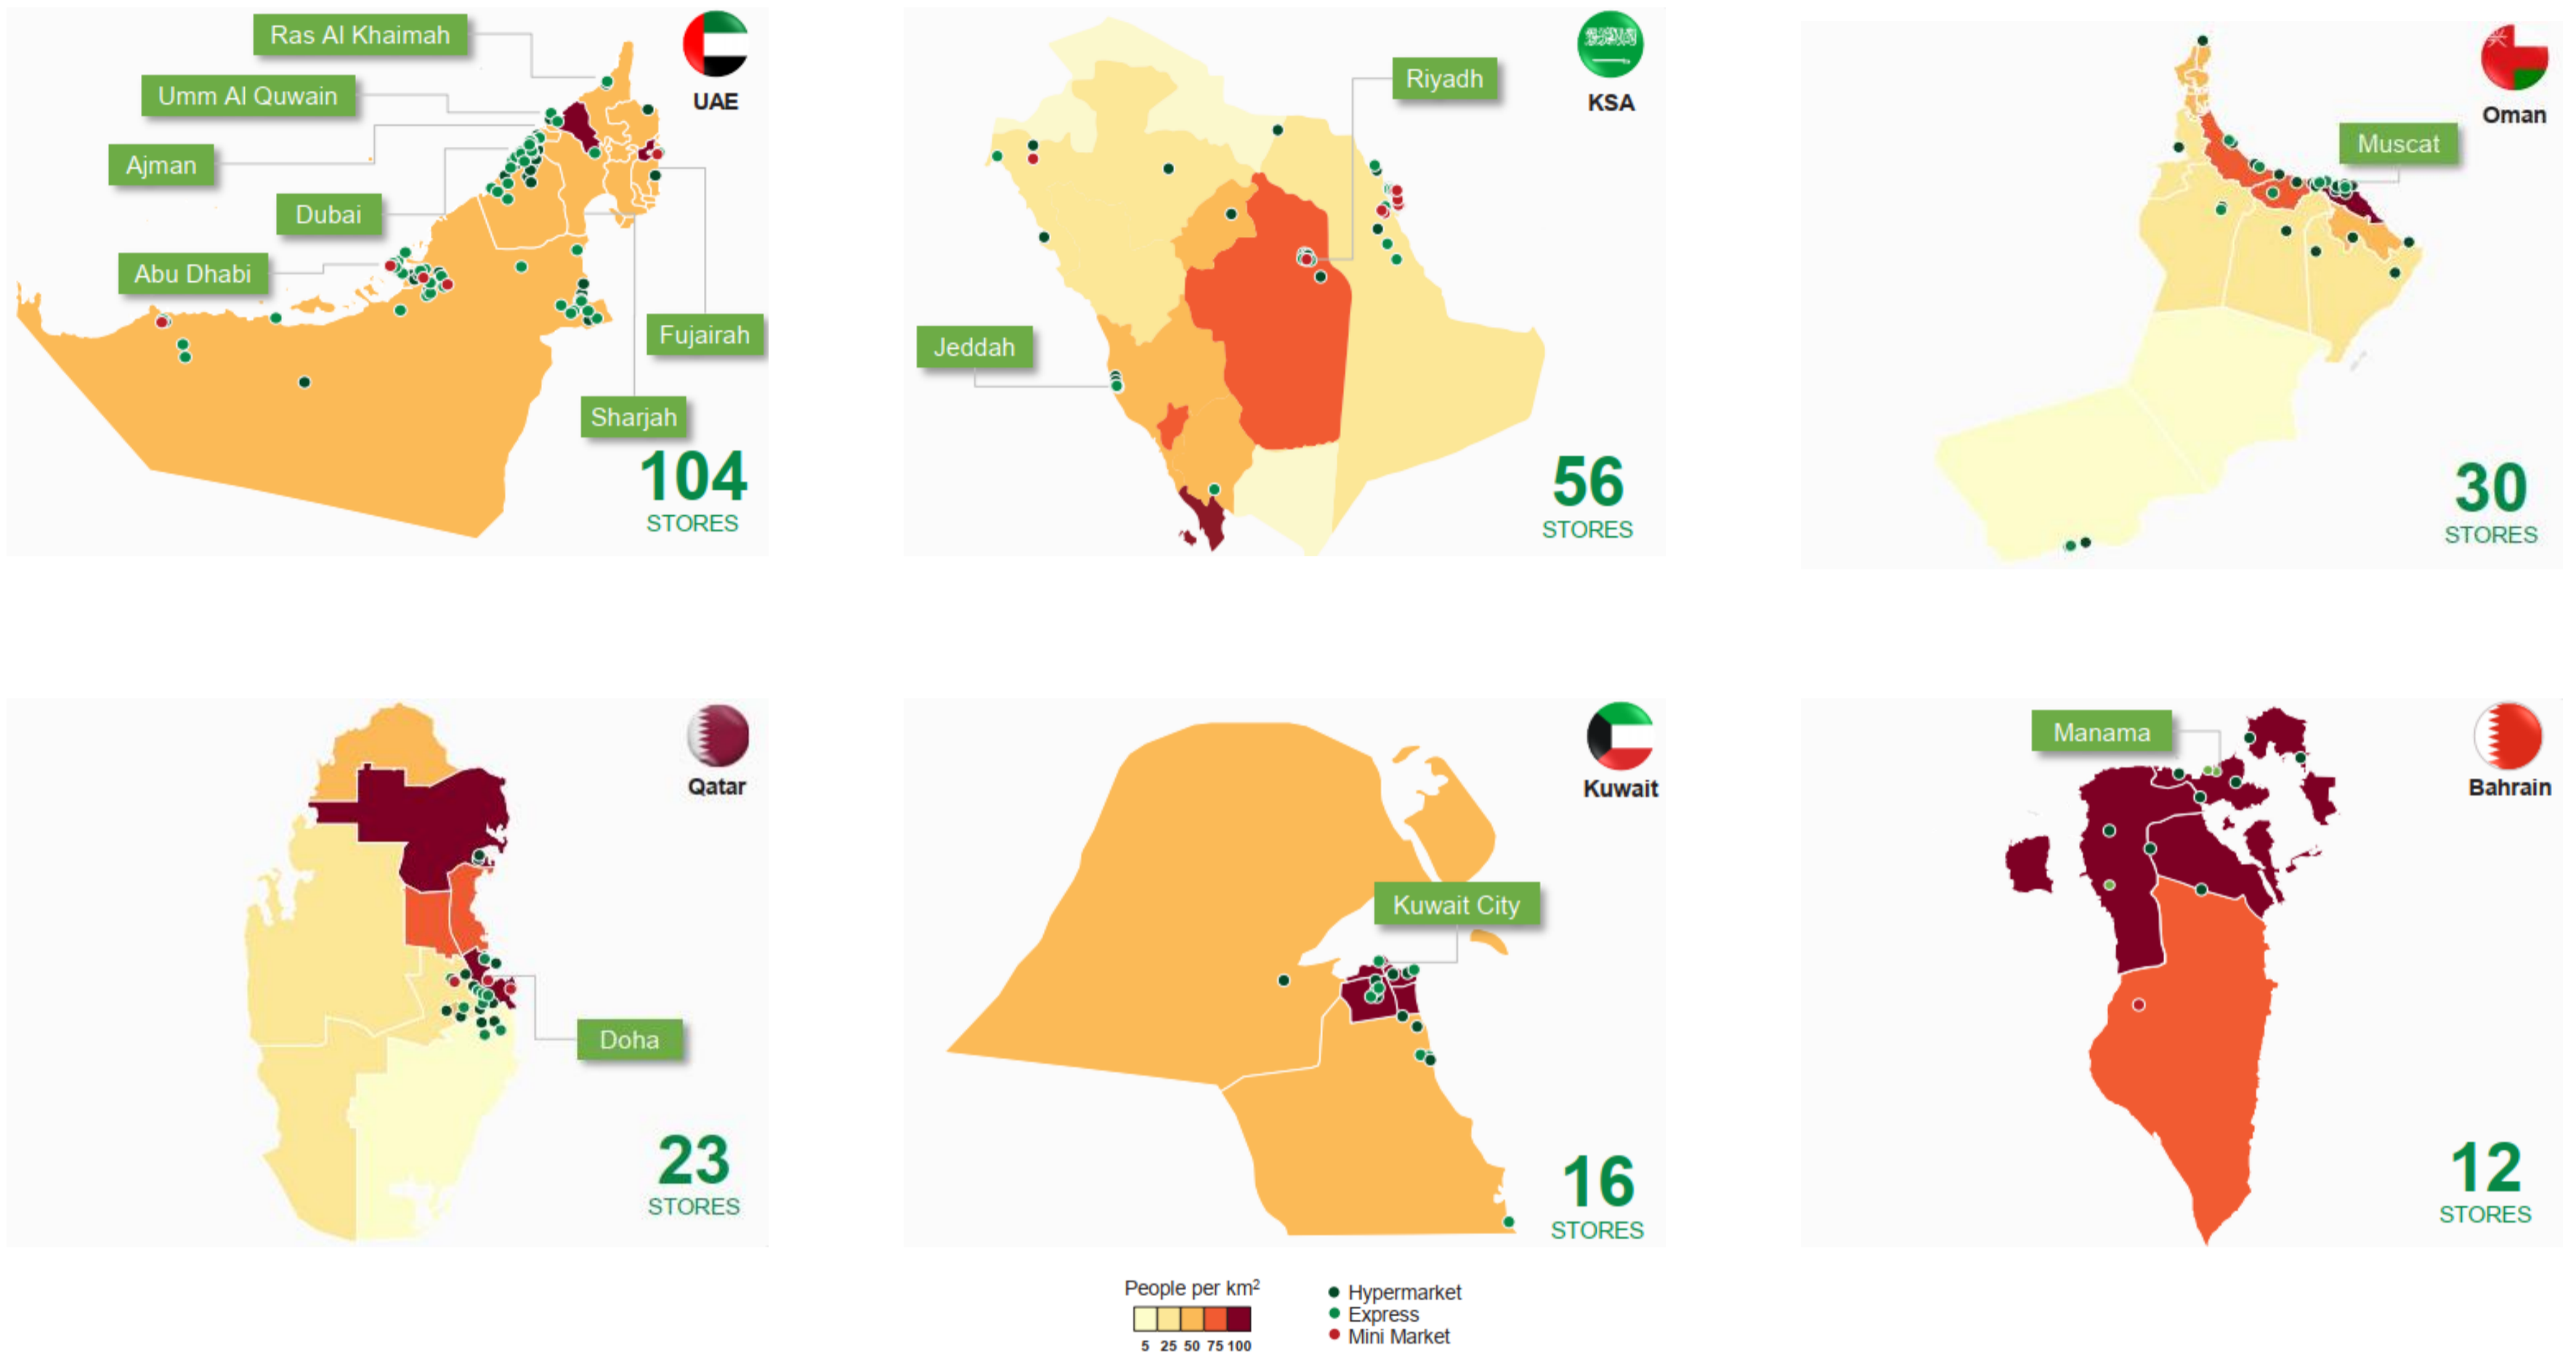 Ras Al Khaimah
Umm Al Quwain
Ajman
Dubai
Abu Dhabi
Fujairah
Sharjah
UAE
104
STORES
Riyadh
Jeddah
KSA
56
STORES
Muscat
Oman
30
STORES
Doha
Qatar
23
STORES
Kuwait City
Kuwait
16
STORES
Manama
Bahrain
12
STORES
People per km²
5 25 50 75 100
Hypermarket
Express
Mini Market